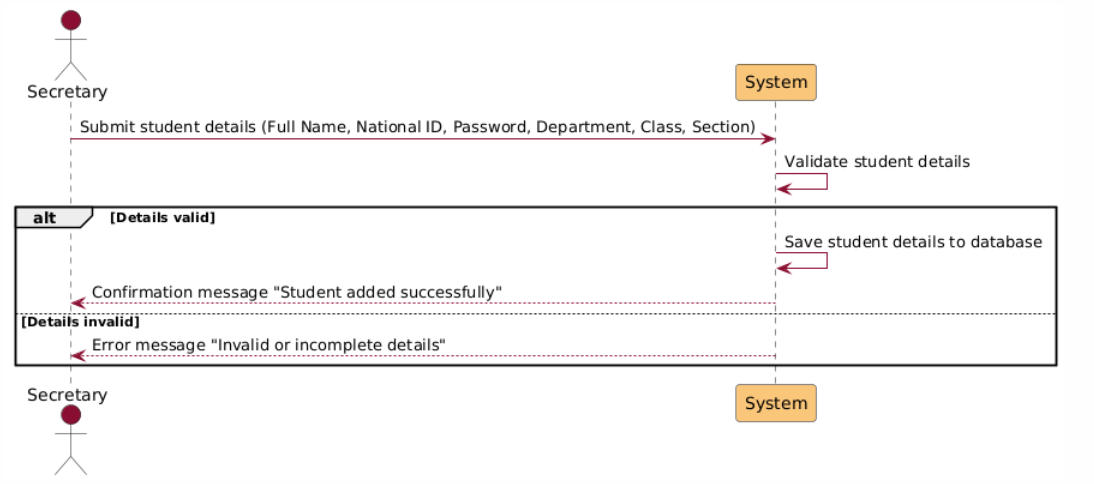 Secretary
System
Submit student details (Full Name, National ID, Password, Department, Class, Section)
Validate student details
alt [Details valid]
Save student details to database
Confirmation message "Student added successfully"
[Details invalid]
Error message "Invalid or incomplete details"
Secretary
System